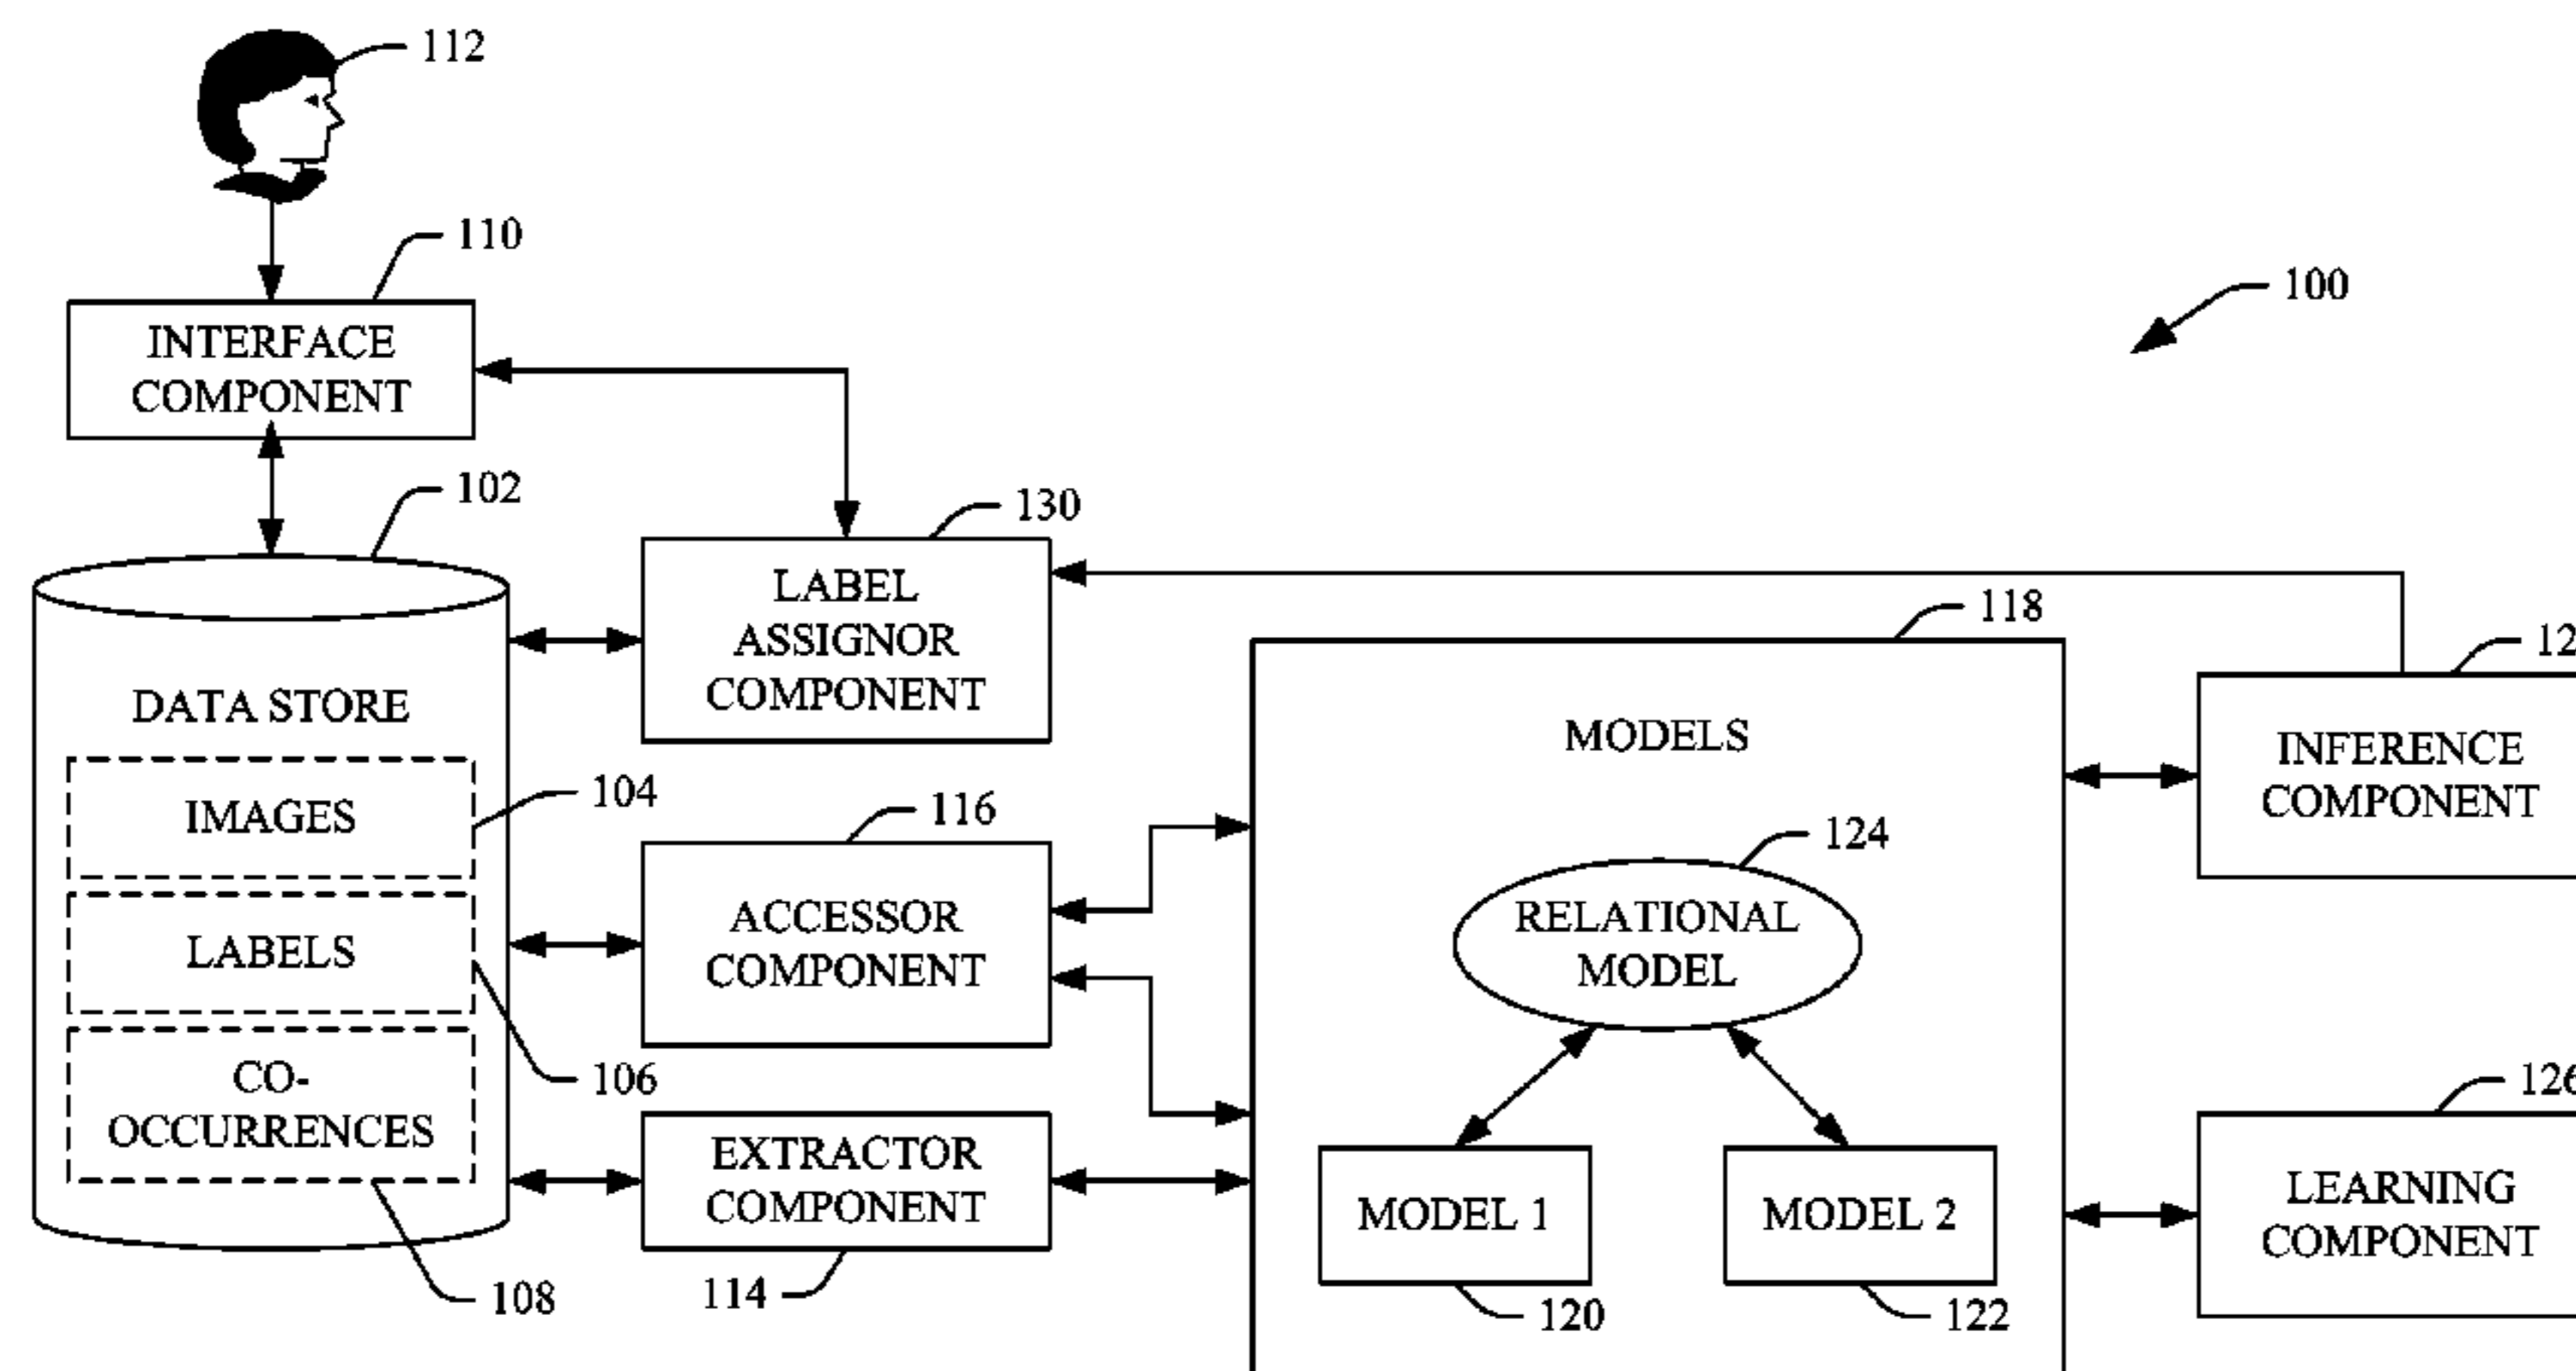 112
110
INTERFACE
COMPONENT
100
102
130
LABEL
ASSIGNOR
COMPONENT
118
DATA STORE
MODELS
INFERENCE
COMPONENT
IMAGES
104
116
124
ACCESSOR
COMPONENT
RELATIONAL
MODEL
LABELS
106
CO-
OCCURRENCES
126
EXTRACTOR
COMPONENT
MODEL 1
MODEL 2
LEARNING
COMPONENT
108
114
120
122